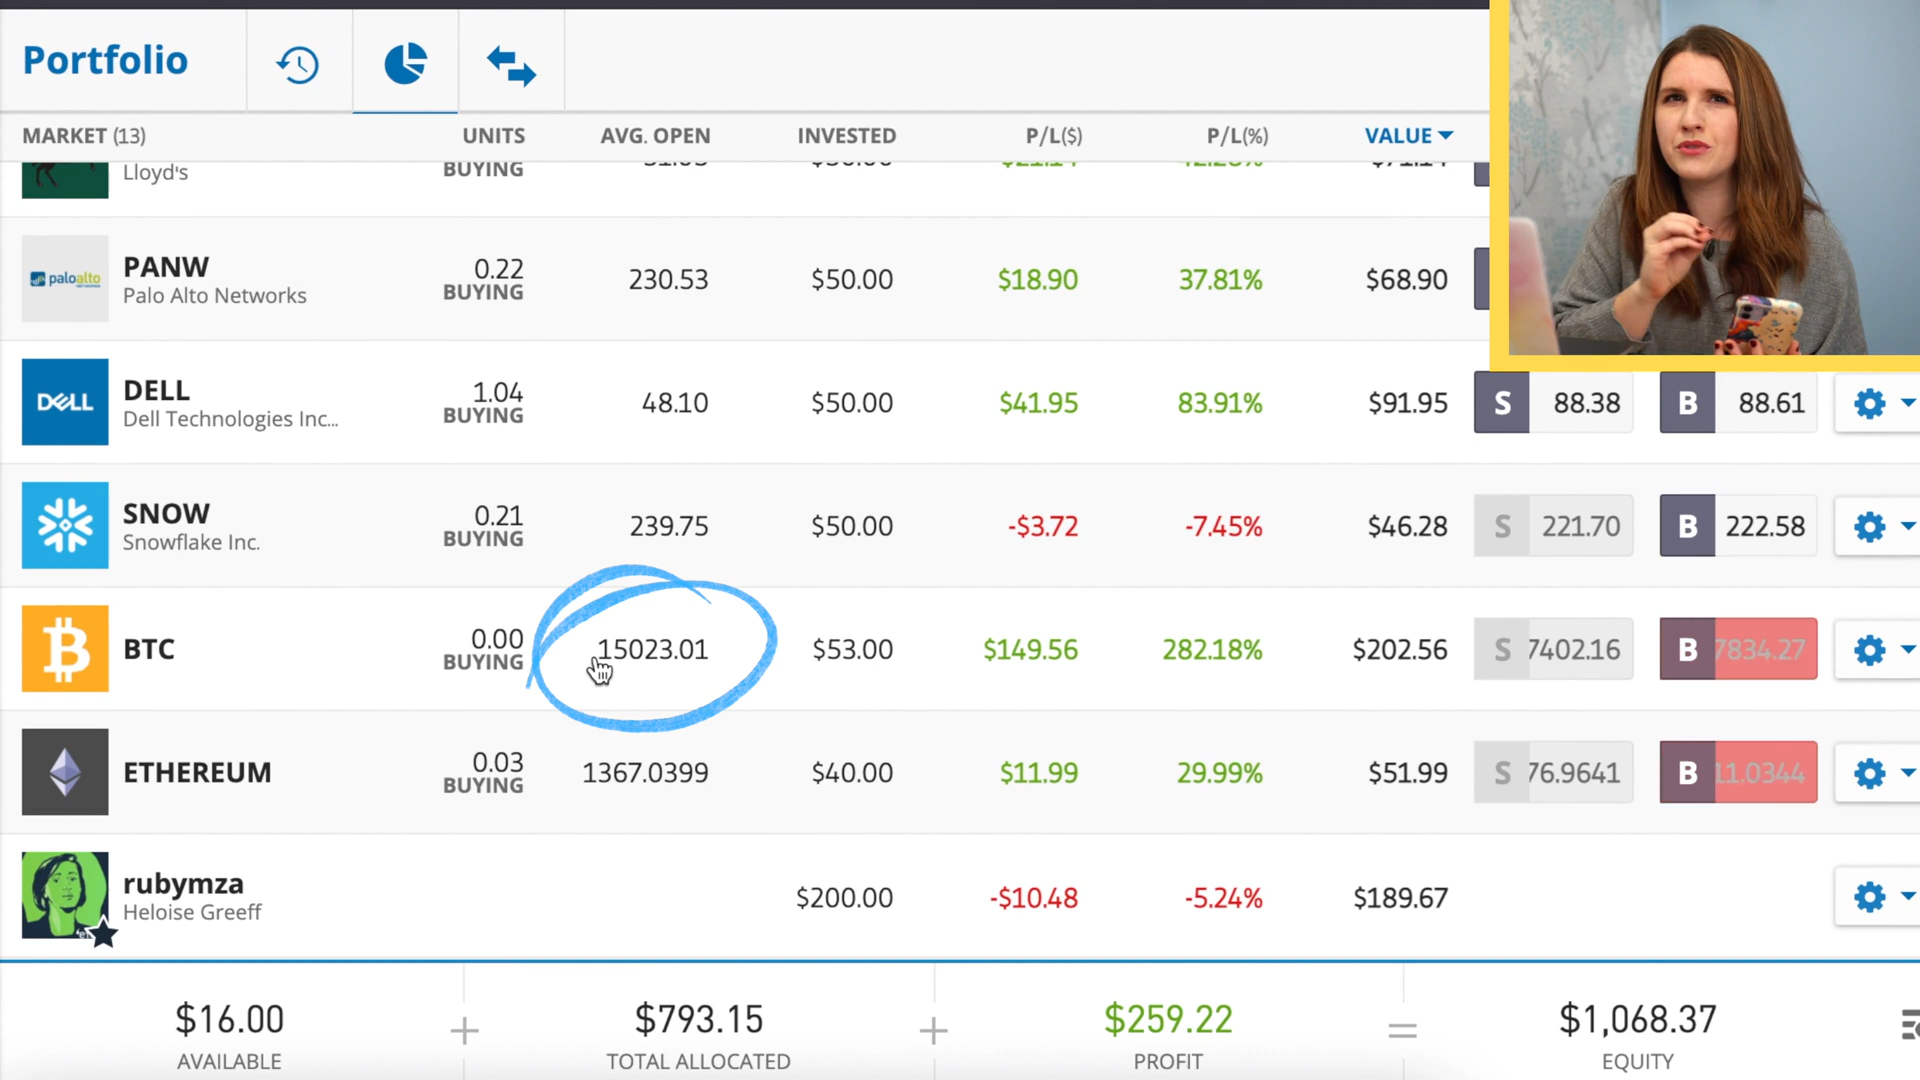 Portfolio
MARKET (13) UNITS AVG. OPEN INVESTED P/L($) P/L(%) VALUE
Lloyd's BUYING
PANW 0.22 230.53 $50.00 $18.90 37.81% $68.90
paloalto Palo Alto Networks BUYING
DELL 1.04 48.10 $50.00 $41.95 83.91% $91.95 S 88.38 B 88.61
DELL Dell Technologies Inc... BUYING
SNOW 0.21 239.75 $50.00 -$3.72 -7.45% $46.28 S 221.70 B 222.58
Snowflake Inc. BUYING
BTC 0.00 15023.01 $53.00 $149.56 282.18% $202.56 S 7402.16 B 7834.27
BUYING
ETHEREUM 0.03 1367.0399 $40.00 $11.99 29.99% $51.99 S 76.9641 B 11.0344
BUYING
rubymza $200.00 -$10.48 -5.24% $189.67
Heloise Greeff
$16.00 + $793.15 + $259.22 = $1,068.37
AVAILABLE TOTAL ALLOCATED PROFIT EQUITY